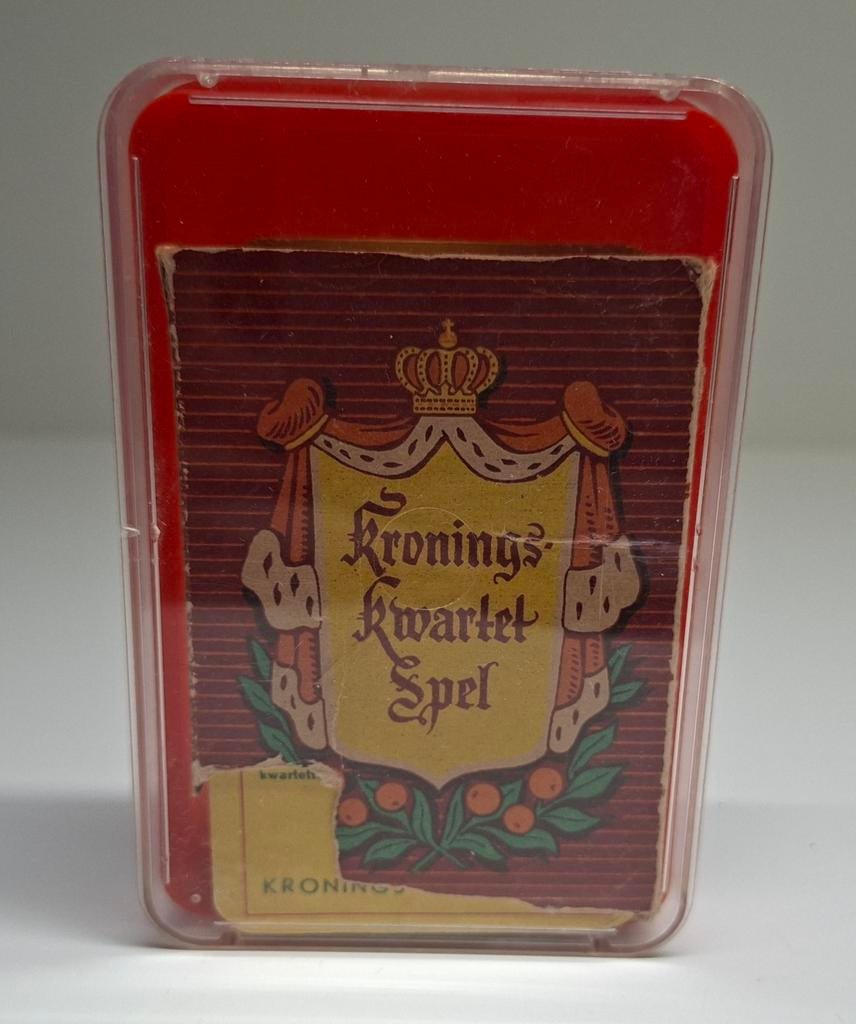 Kronings-
kwartet
Spel
kwartet
KRONINGS